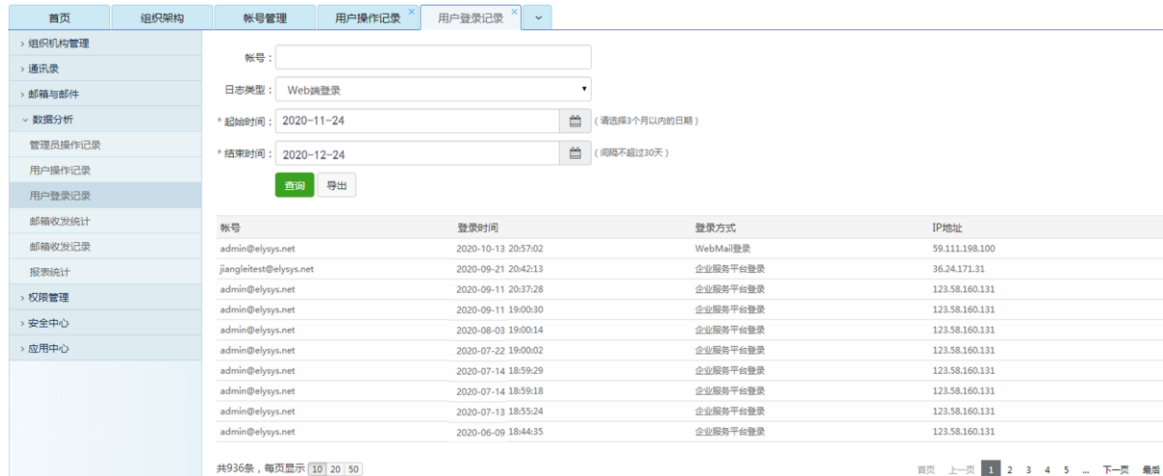 首页 组织架构 帐号管理 用户操作记录 × 用户登录记录 ×
› 组织机构管理
› 通讯录
› 邮箱与邮件
数据分析
管理员操作记录
用户操作记录
用户登录记录
邮箱收发统计
邮箱收发记录
报表统计
› 权限管理
› 安全中心
› 应用中心
帐号：
日志类型： Web端登录
* 起始时间： 2020-11-24 （请选择3个月以内的日期）
* 结束时间： 2020-12-24 （间隔不超过30天）
查询 导出
帐号 登录时间 登录方式 IP地址
admin@elysys.net 2020-10-13 20:57:02 WebMail登录 59.111.198.100
jiangleitest@elysys.net 2020-09-21 20:42:13 企业服务平台登录 36.24.171.31
admin@elysys.net 2020-09-11 20:37:28 企业服务平台登录 123.58.160.131
admin@elysys.net 2020-09-11 19:00:30 企业服务平台登录 123.58.160.131
admin@elysys.net 2020-08-03 19:00:14 企业服务平台登录 123.58.160.131
admin@elysys.net 2020-07-22 19:00:02 企业服务平台登录 123.58.160.131
admin@elysys.net 2020-07-14 18:59:29 企业服务平台登录 123.58.160.131
admin@elysys.net 2020-07-14 18:59:18 企业服务平台登录 123.58.160.131
admin@elysys.net 2020-07-13 18:55:24 企业服务平台登录 123.58.160.131
admin@elysys.net 2020-06-09 18:44:35 企业服务平台登录 123.58.160.131
共936条，每页显示 10 20 50 首页 上一页 1 2 3 4 5 ... 下一页 最后